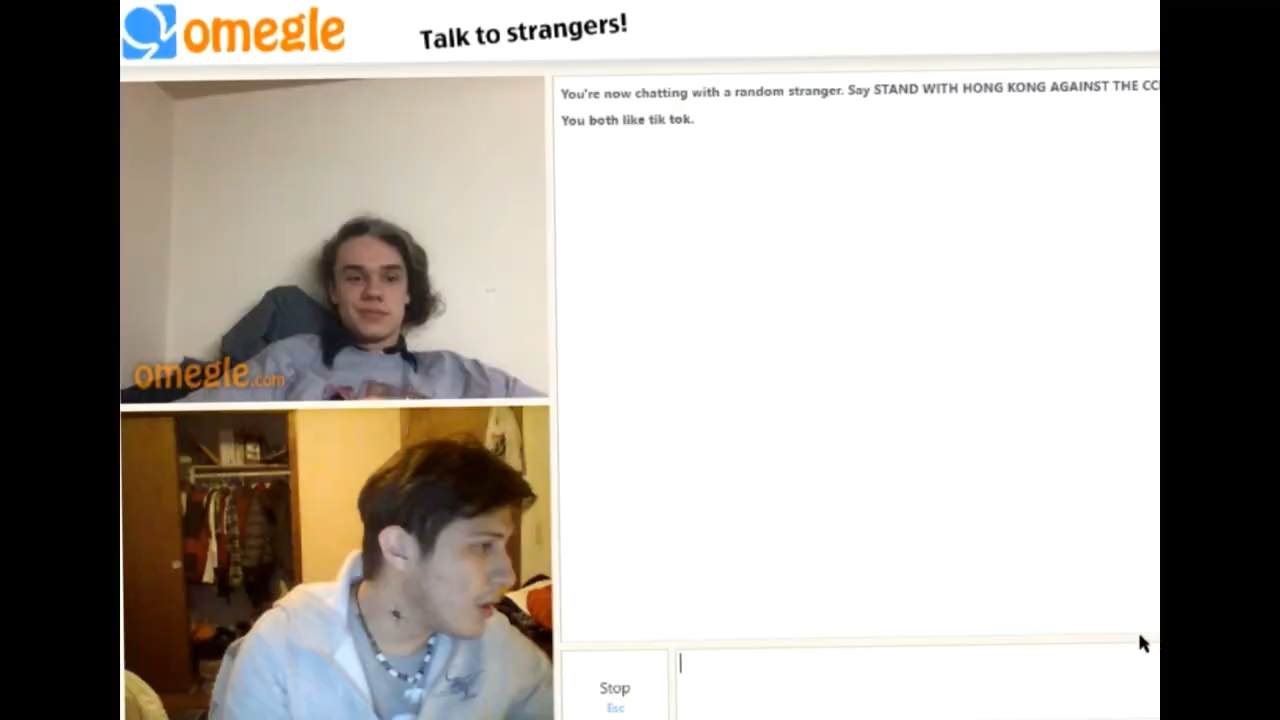 omegle
Talk to strangers!
You're now chatting with a random stranger. Say STAND WITH HONG KONG AGAINST THE CC
You both like tik tok.
omegle.com
Stop
Esc